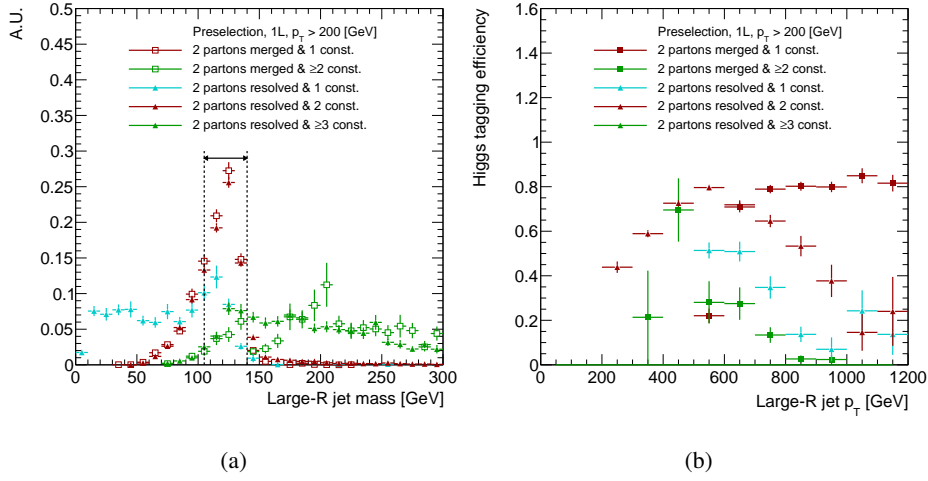 A.U.
0.5
0.45
0.4
0.35
0.3
0.25
0.2
0.15
0.1
0.05
0
Preselection, 1L, p_T > 200 [GeV]
2 partons merged & 1 const.
2 partons merged & ≥2 const.
2 partons resolved & 1 const.
2 partons resolved & 2 const.
2 partons resolved & ≥3 const.
0 50 100 150 200 250 300
Large-R jet mass [GeV]
(a)
Higgs tagging efficiency
1.6
1.4
1.2
1
0.8
0.6
0.4
0.2
0
Preselection, 1L, p_T > 200 [GeV]
2 partons merged & 1 const.
2 partons merged & ≥2 const.
2 partons resolved & 1 const.
2 partons resolved & 2 const.
2 partons resolved & ≥3 const.
200 400 600 800 1000 1200
Large-R jet p_T [GeV]
(b)